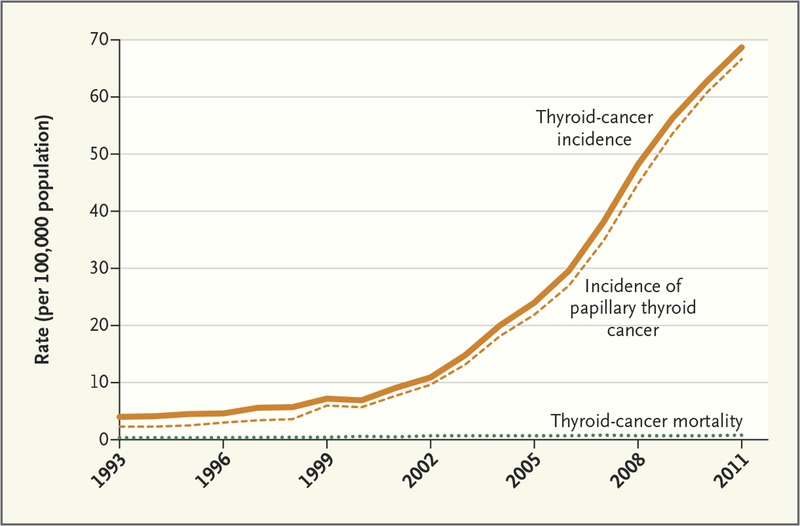 70
60
50
40
30
20
10
0
Rate (per 100,000 population)
Thyroid-cancer
incidence
Incidence of
papillary thyroid
cancer
Thyroid-cancer mortality
1993
1996
1999
2002
2005
2008
2011